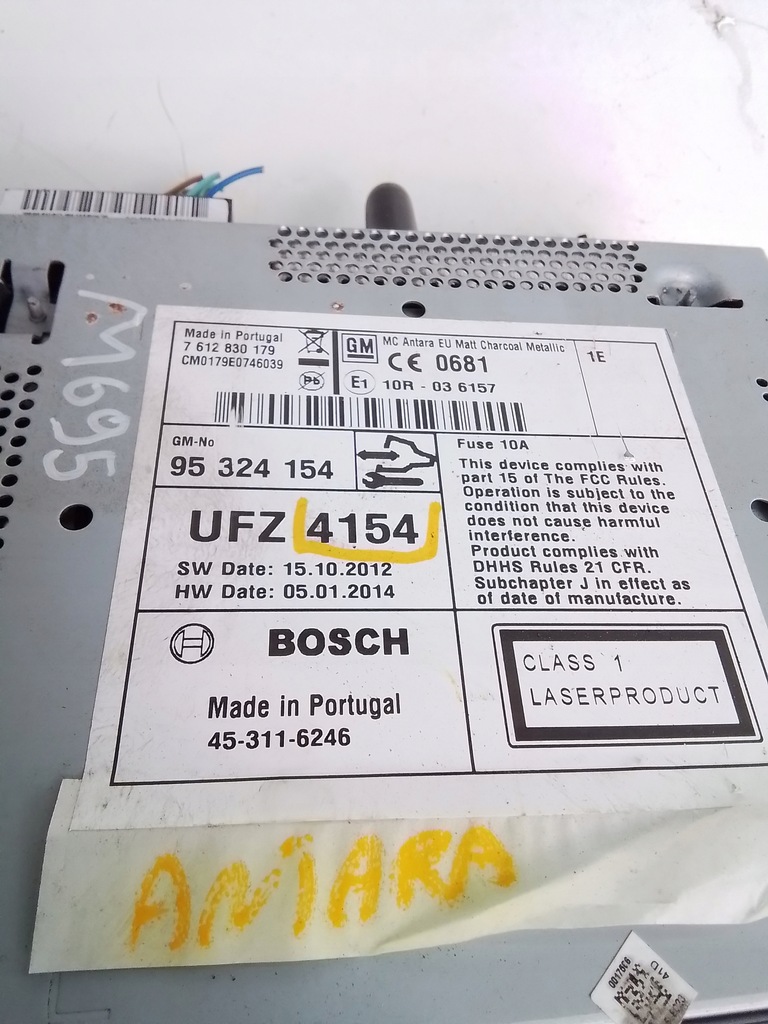 M695
Made in Portugal
7 612 830 179
CM0179E0746039
Pb
GM
MC Antara EU Matt Charcoal Metallic
CE 0681
E1 10R - 03 6157
1E
GM-No
95 324 154
UFZ 4154
SW Date: 15.10.2012
HW Date: 05.01.2014
Fuse 10A
This device complies with
part 15 of The FCC Rules.
Operation is subject to the
condition that this device
does not cause harmful
interference.
Product complies with
DHHS Rules 21 CFR.
Subchapter J in effect as
of date of manufacture.
BOSCH
Made in Portugal
45-311-6246
CLASS 1
LASERPRODUCT
ANTARA
41D